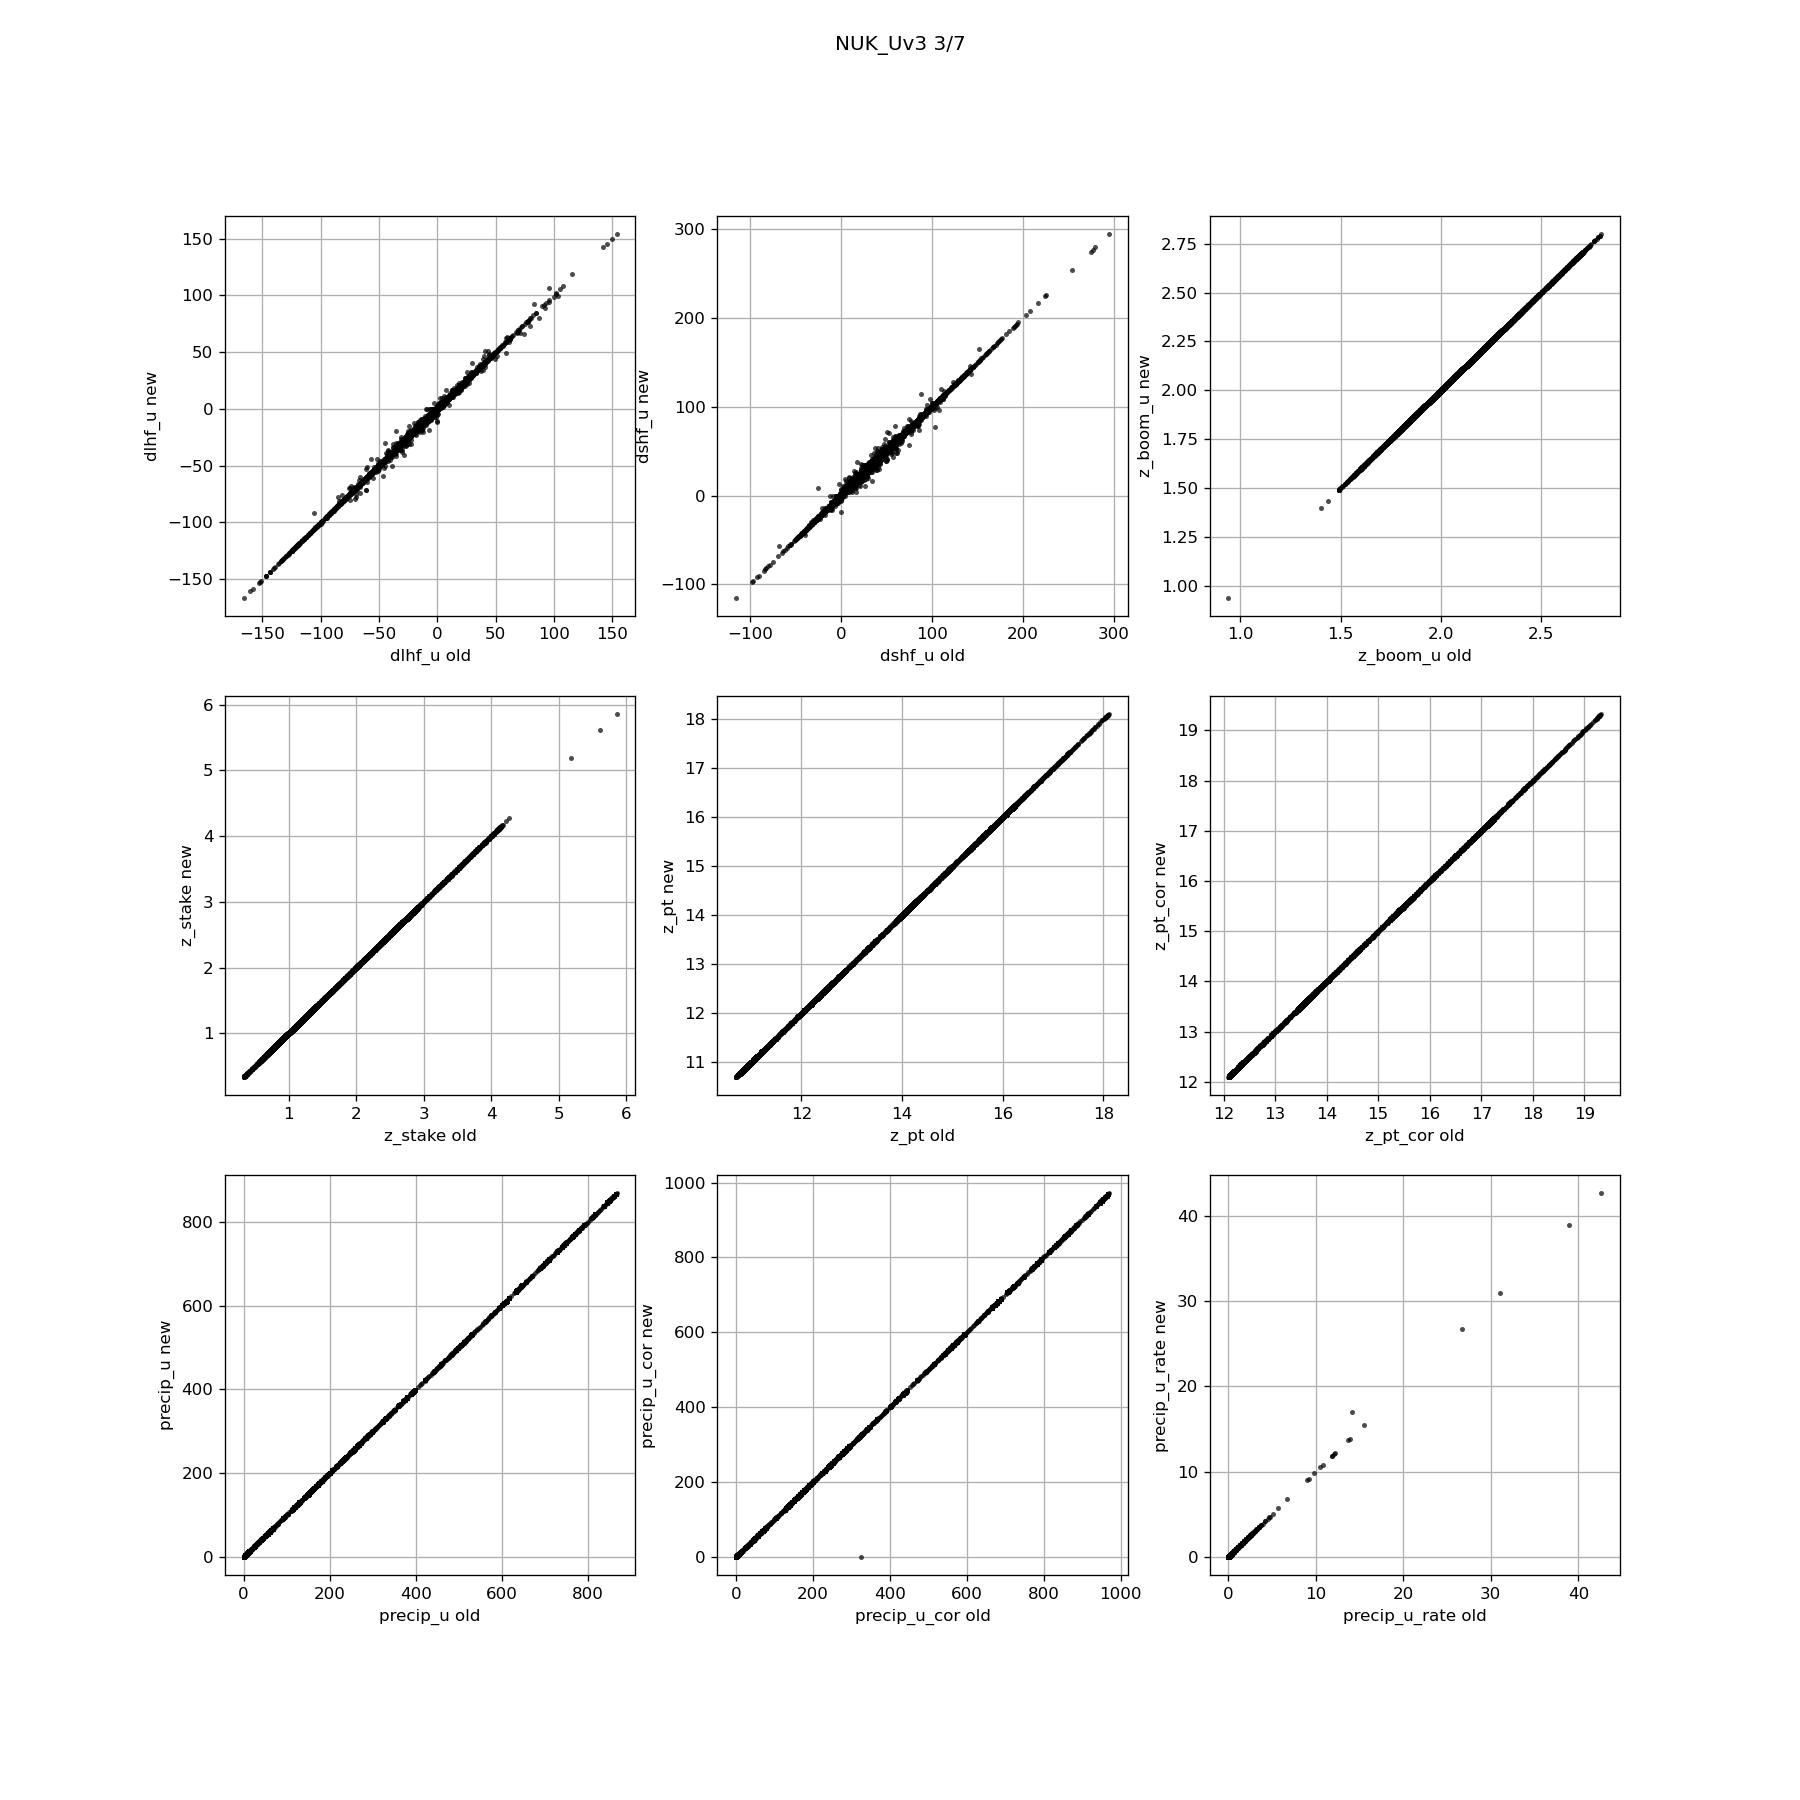 NUK_Uv3 3/7
dlhf_u new
150
100
50
0
−50
−100
−150
−150 −100 −50 0 50 100 150
dlhf_u old
dshf_u new
300
200
100
0
−100
−100 0 100 200 300
dshf_u old
z_boom_u new
2.75
2.50
2.25
2.00
1.75
1.50
1.25
1.00
1.0 1.5 2.0 2.5
z_boom_u old
z_stake new
6
5
4
3
2
1
1 2 3 4 5 6
z_stake old
z_pt new
18
17
16
15
14
13
12
11
12 14 16 18
z_pt old
z_pt_cor new
19
18
17
16
15
14
13
12
12 13 14 15 16 17 18 19
z_pt_cor old
precip_u new
800
600
400
200
0
0 200 400 600 800
precip_u old
precip_u_cor new
1000
800
600
400
200
0
0 200 400 600 800 1000
precip_u_cor old
precip_u_rate new
40
30
20
10
0
0 10 20 30 40
precip_u_rate old